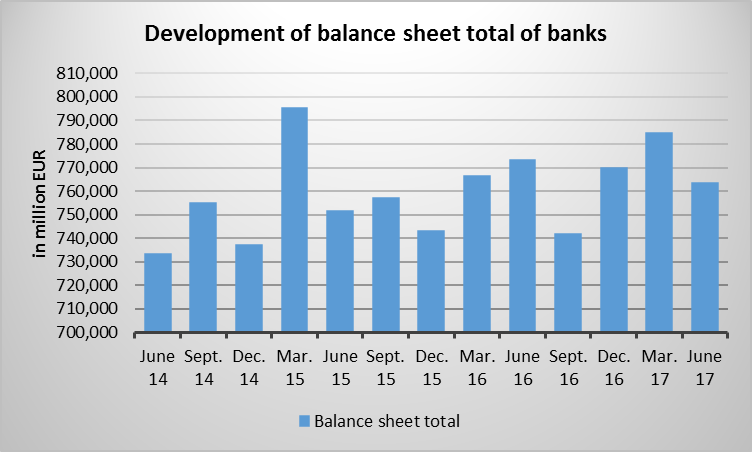 Development of balance sheet total of banks
in million EUR
810,000
800,000
790,000
780,000
770,000
760,000
750,000
740,000
730,000
720,000
710,000
700,000
June Sept. Dec. Mar. June Sept. Dec. Mar. June Sept. Dec. Mar. June
14 14 14 15 15 15 15 16 16 16 16 17 17
Balance sheet total